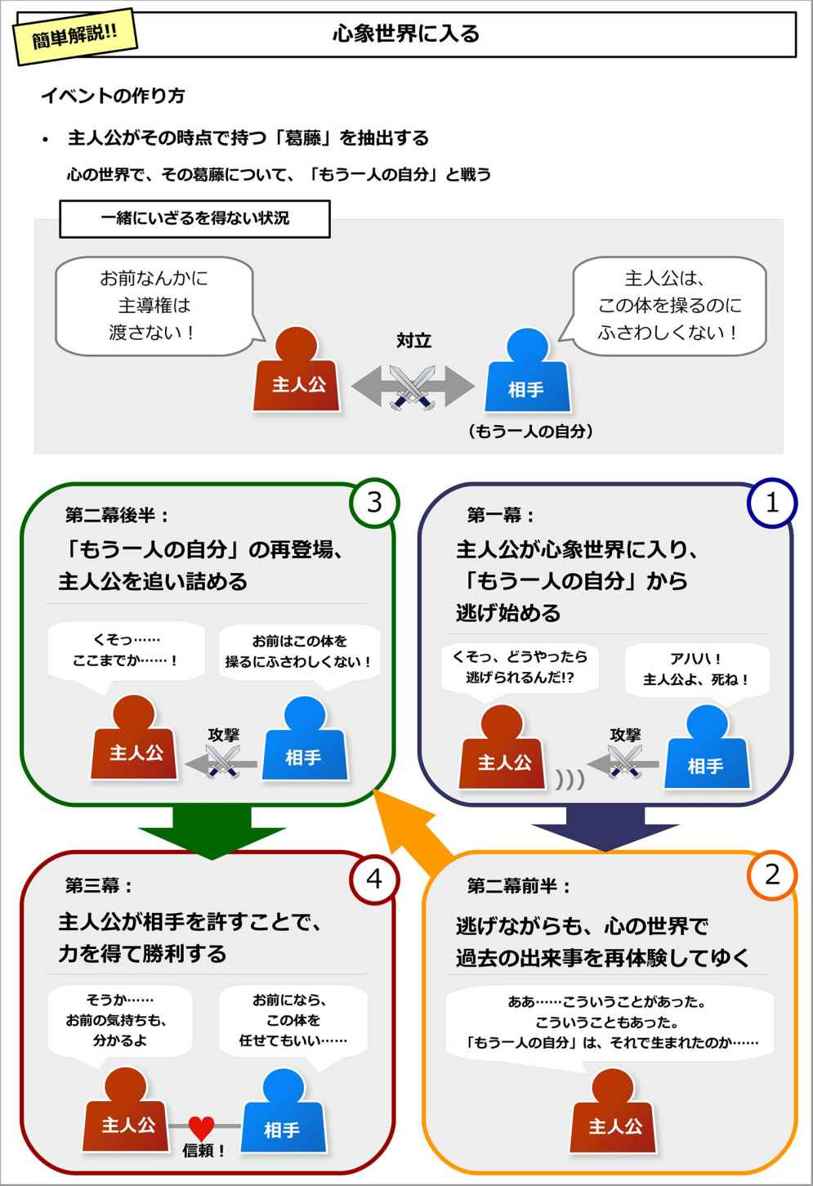 簡単解説!!
心象世界に入る
イベントの作り方
• 主人公がその時点で持つ「葛藤」を抽出する
心の世界で、その葛藤について、「もう一人の自分」と戦う
一緒にいざるを得ない状況
お前なんかに
主導権は
渡さない！
主人公は、
この体を操るのに
ふさわしくない！
対立
主人公
相手
（もう一人の自分）
1
第一幕：
主人公が心象世界に入り、
「もう一人の自分」から
逃げ始める
くそっ、どうやったら
逃げられるんだ!?
アハハ！
主人公よ、死ね！
攻撃
主人公
)))
相手
2
第二幕前半：
逃げながらも、心の世界で
過去の出来事を再体験してゆく
ああ……こういうことがあった。
こういうこともあった。
「もう一人の自分」は、それで生まれたのか……
主人公
3
第二幕後半：
「もう一人の自分」の再登場、
主人公を追い詰める
くそっ……
ここまでか……！
お前はこの体を
操るにふさわしくない！
攻撃
主人公
相手
4
第三幕：
主人公が相手を許すことで、
力を得て勝利する
そうか……
お前の気持ちも、
分かるよ
お前になら、
この体を
任せてもいい……
主人公
相手
信頼！